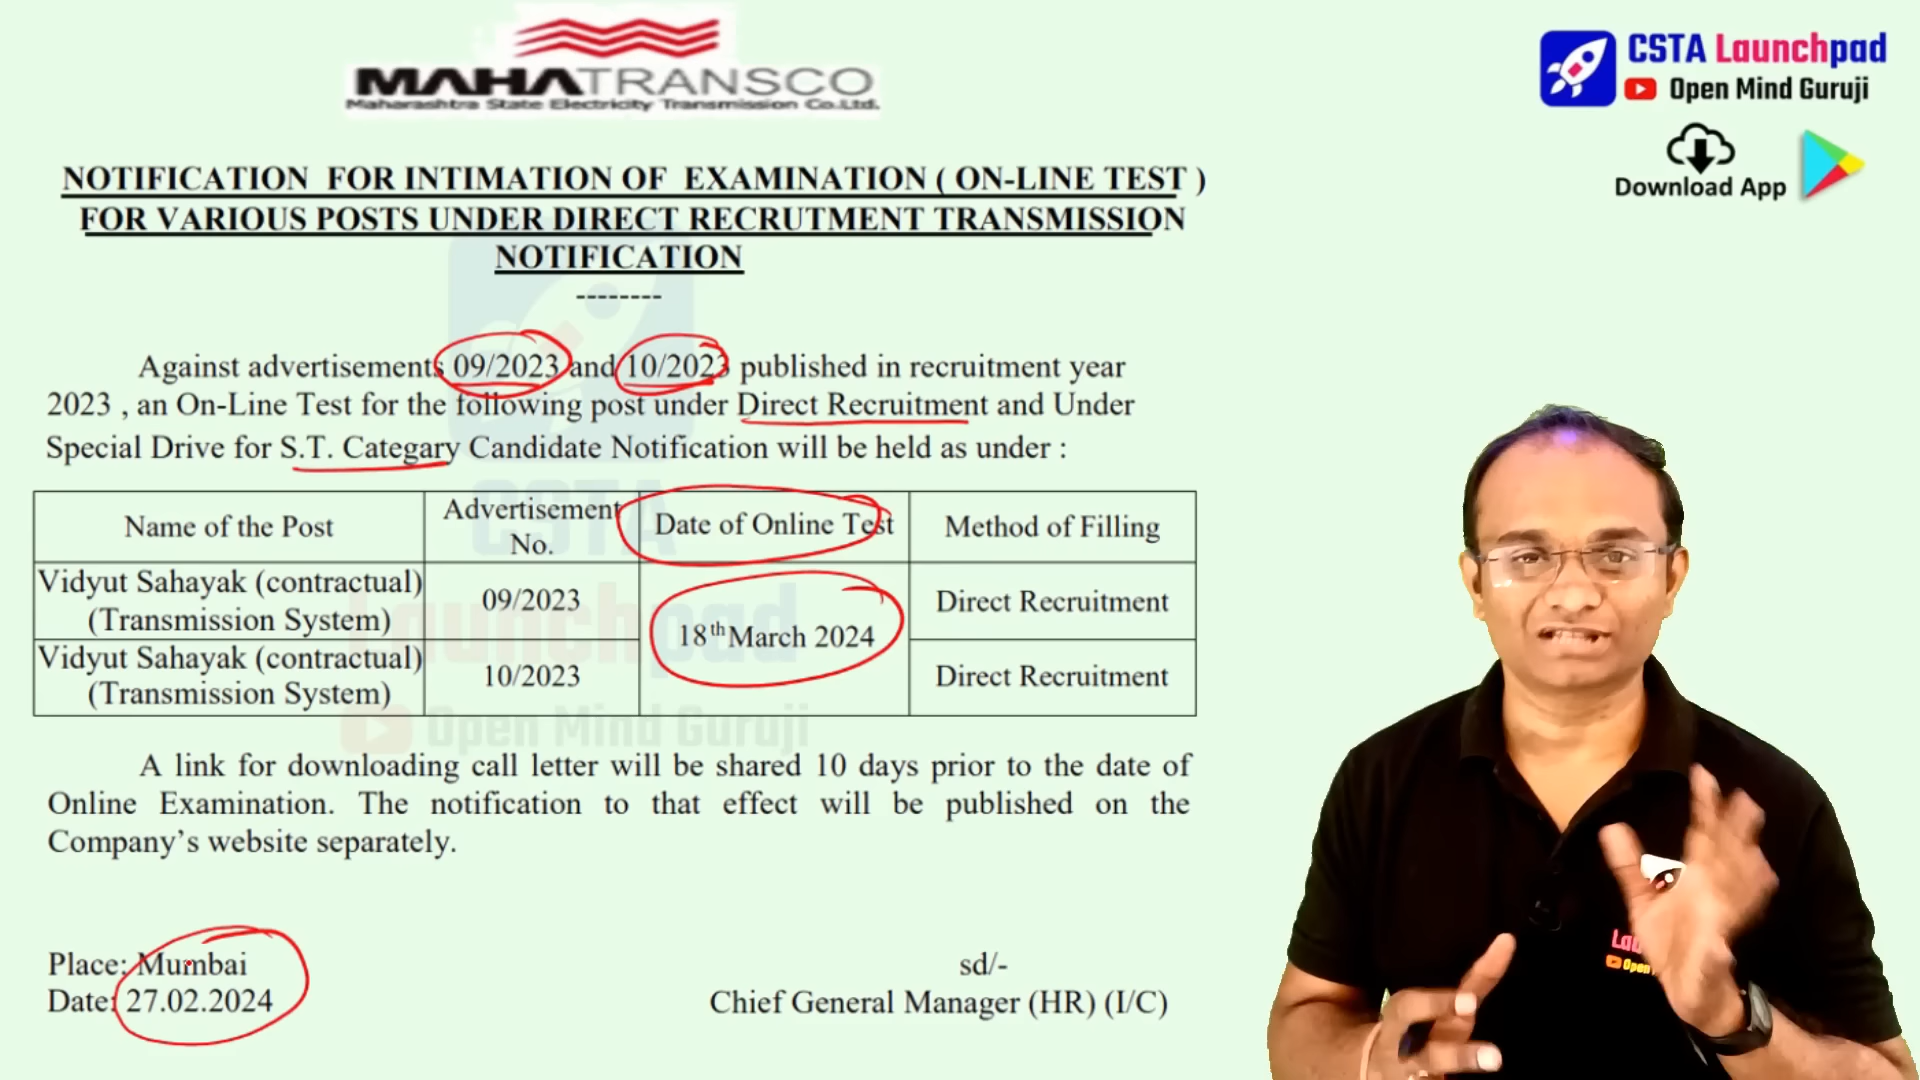 MAHATRANSCO
Maharashtra State Electricity Transmission Co.Ltd.
CSTA Launchpad
Open Mind Guruji
Download App
NOTIFICATION FOR INTIMATION OF EXAMINATION ( ON-LINE TEST )
FOR VARIOUS POSTS UNDER DIRECT RECRUTMENT TRANSMISSION
NOTIFICATION
--------
Against advertisements 09/2023 and 10/2023 published in recruitment year
2023 , an On-Line Test for the following post under Direct Recruitment and Under
Special Drive for S.T. Categary Candidate Notification will be held as under :
Name of the Post
Advertisement
No.
Date of Online Test
Method of Filling
Vidyut Sahayak (contractual)
(Transmission System)
09/2023
18th March 2024
Direct Recruitment
Vidyut Sahayak (contractual)
(Transmission System)
10/2023
Direct Recruitment
CSTA
Launchpad
Open Mind Guruji
A link for downloading call letter will be shared 10 days prior to the date of
Online Examination. The notification to that effect will be published on the
Company's website separately.
Place: Mumbai
Date: 27.02.2024
sd/-
Chief General Manager (HR) (I/C)
Open